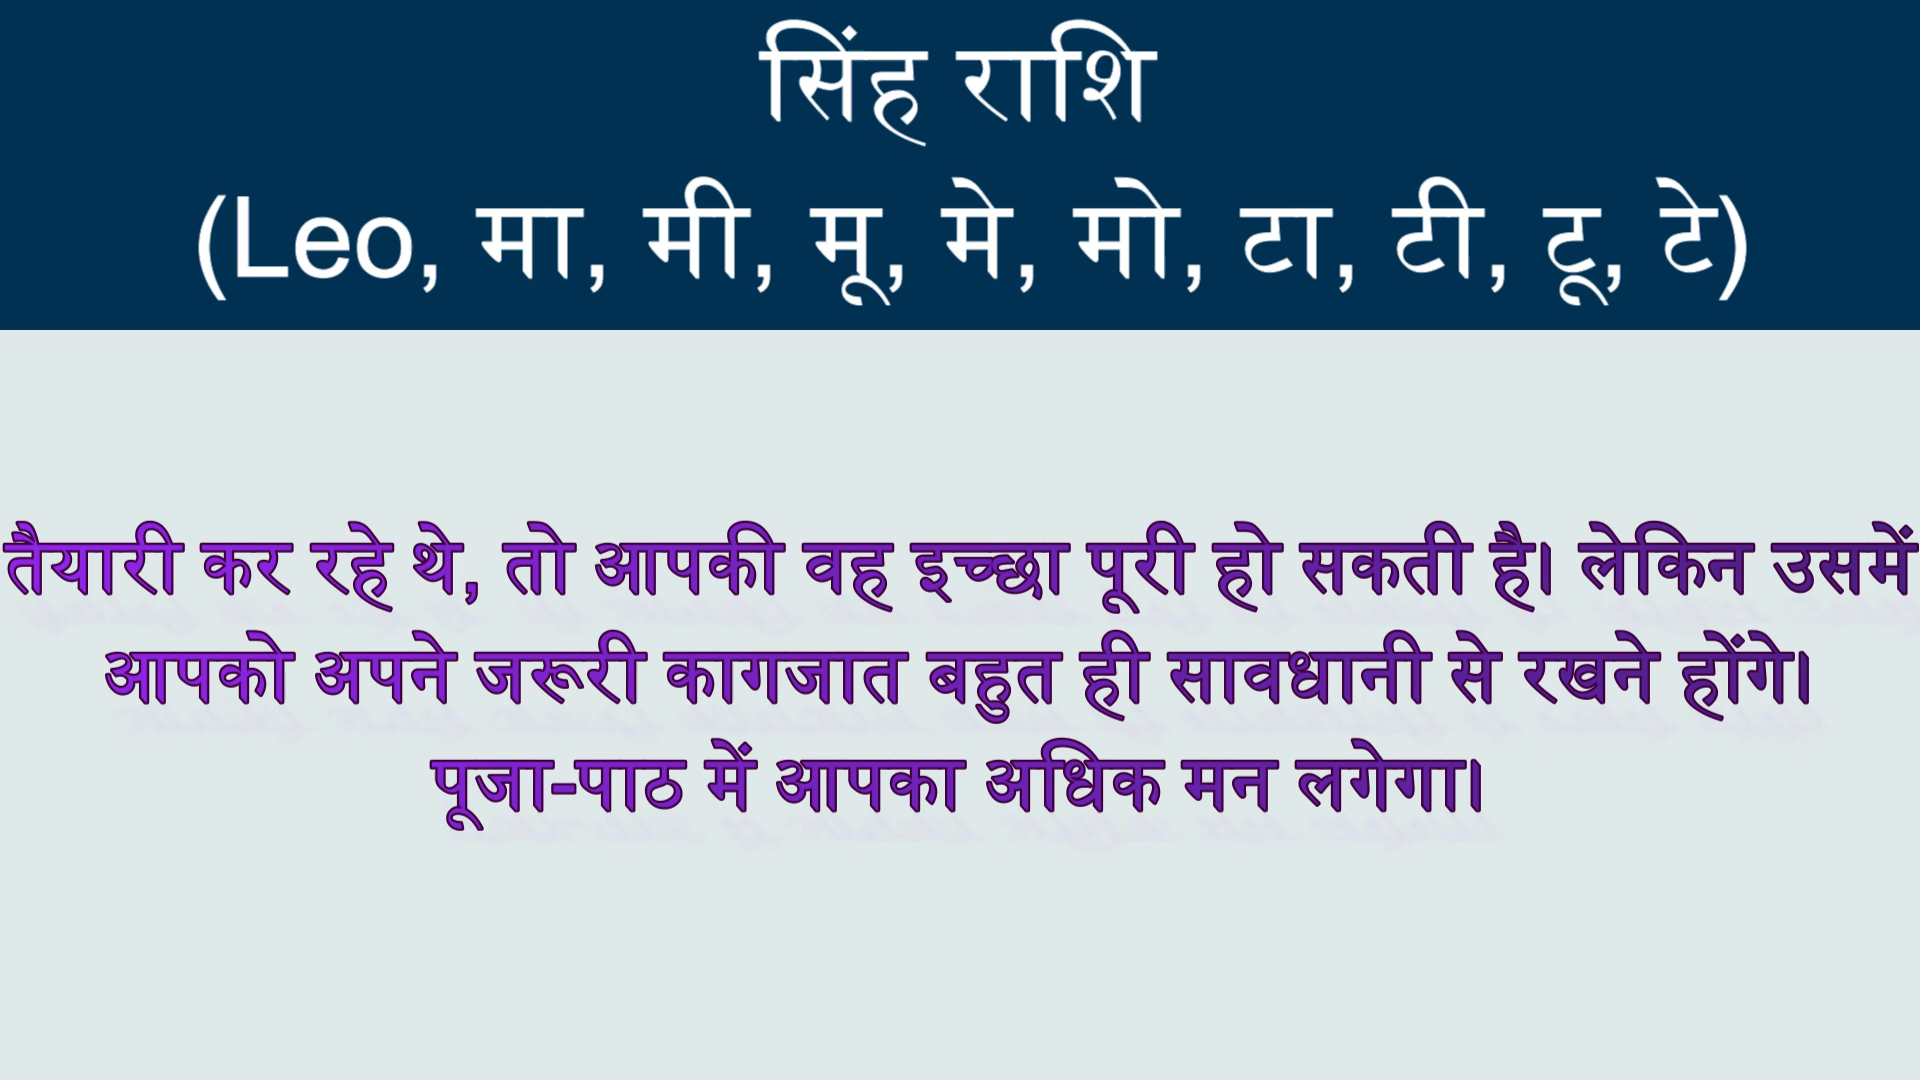 सिंह राशि
(Leo, मा, मी, मू, मे, मो, टा, टी, टू, टे)
तैयारी कर रहे थे, तो आपकी वह इच्छा पूरी हो सकती है। लेकिन उसमें
आपको अपने जरूरी कागजात बहुत ही सावधानी से रखने होंगे।
पूजा-पाठ में आपका अधिक मन लगेगा।